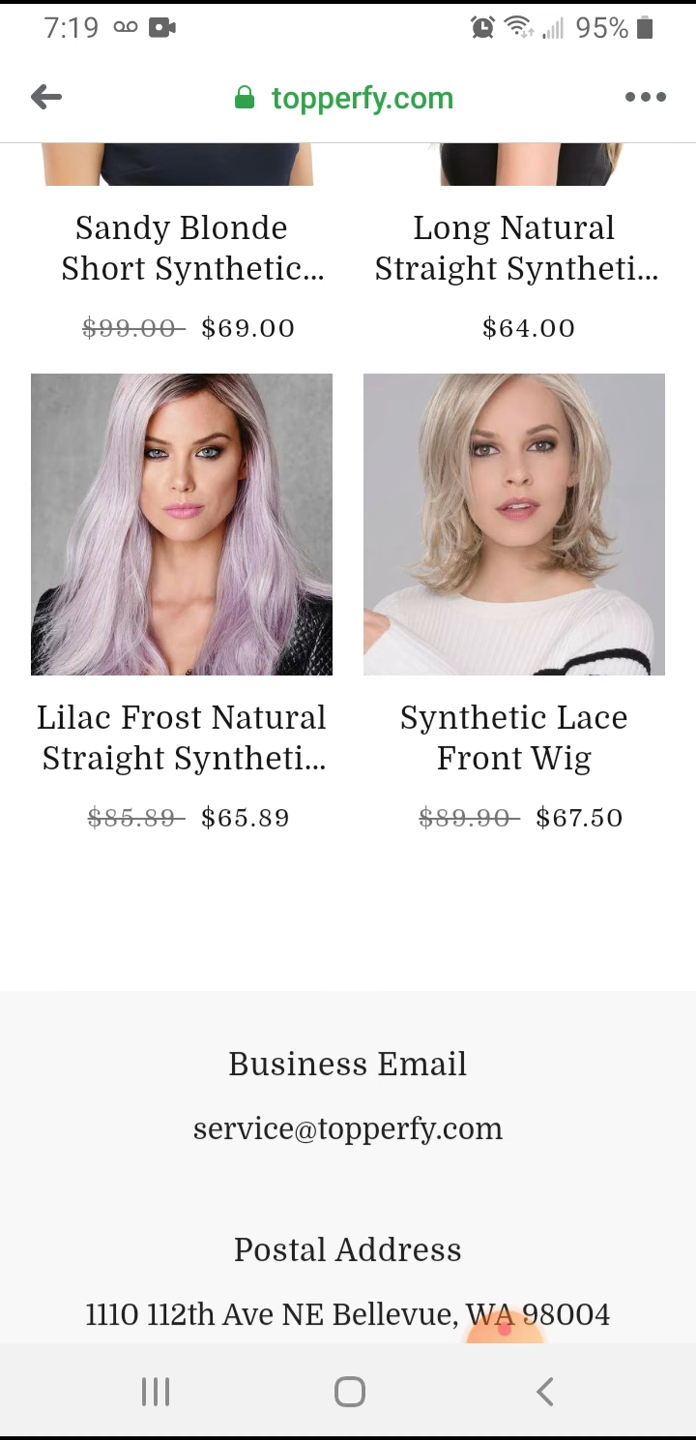 7:19 95%
topperfy.com
Sandy Blonde
Short Synthetic...
$99.00 $69.00
Long Natural
Straight Syntheti...
$64.00
Lilac Frost Natural
Straight Syntheti...
$85.89 $65.89
Synthetic Lace
Front Wig
$89.90 $67.50
Business Email
service@topperfy.com
Postal Address
1110 112th Ave NE Bellevue, WA 98004